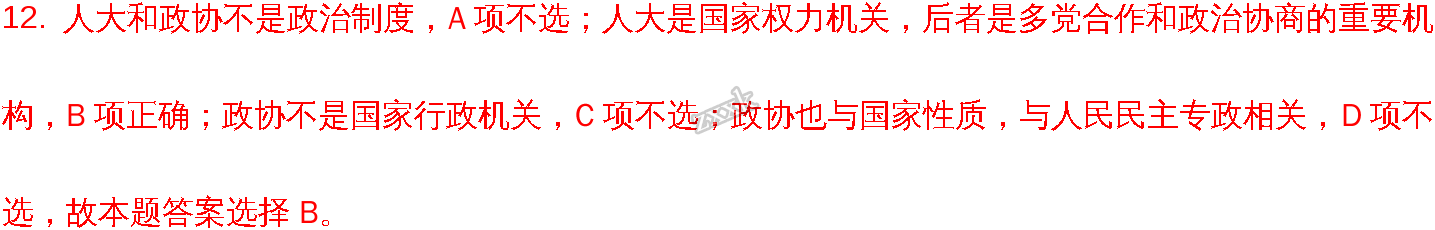 12. 人大和政协不是政治制度，A 项不选；人大是国家权力机关，后者是多党合作和政治协商的重要机
构，B 项正确；政协不是国家行政机关，C 项不选；政协也与国家性质，与人民民主专政相关，D 项不
选，故本题答案选择 B。